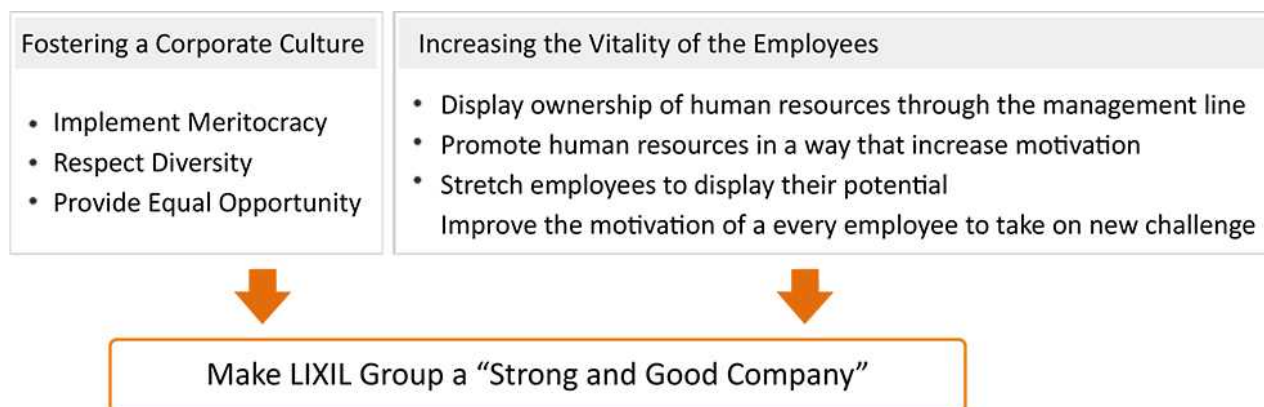 Fostering a Corporate Culture
• Implement Meritocracy
• Respect Diversity
• Provide Equal Opportunity
Increasing the Vitality of the Employees
• Display ownership of human resources through the management line
• Promote human resources in a way that increase motivation
• Stretch employees to display their potential
Improve the motivation of a every employee to take on new challenge
Make LIXIL Group a “Strong and Good Company”